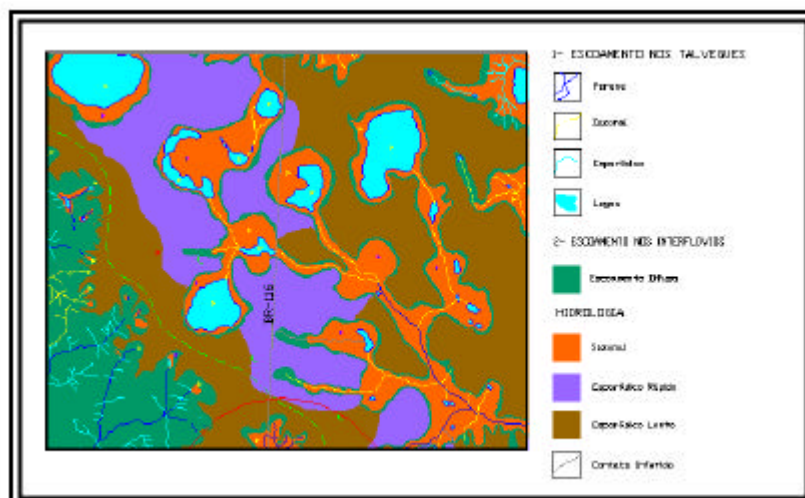 1- ESCOAMENTO NOS TALVEGUES
Perene
Sazonal
Esporádico
Lagoa
2- ESCOAMENTO NOS INTERFLÚVIOS
Escoamento Difuso
HIDROLOGIA
Sazonal
Esporádico Rápido
Esporádico Lento
Contato Inferido
BR-116